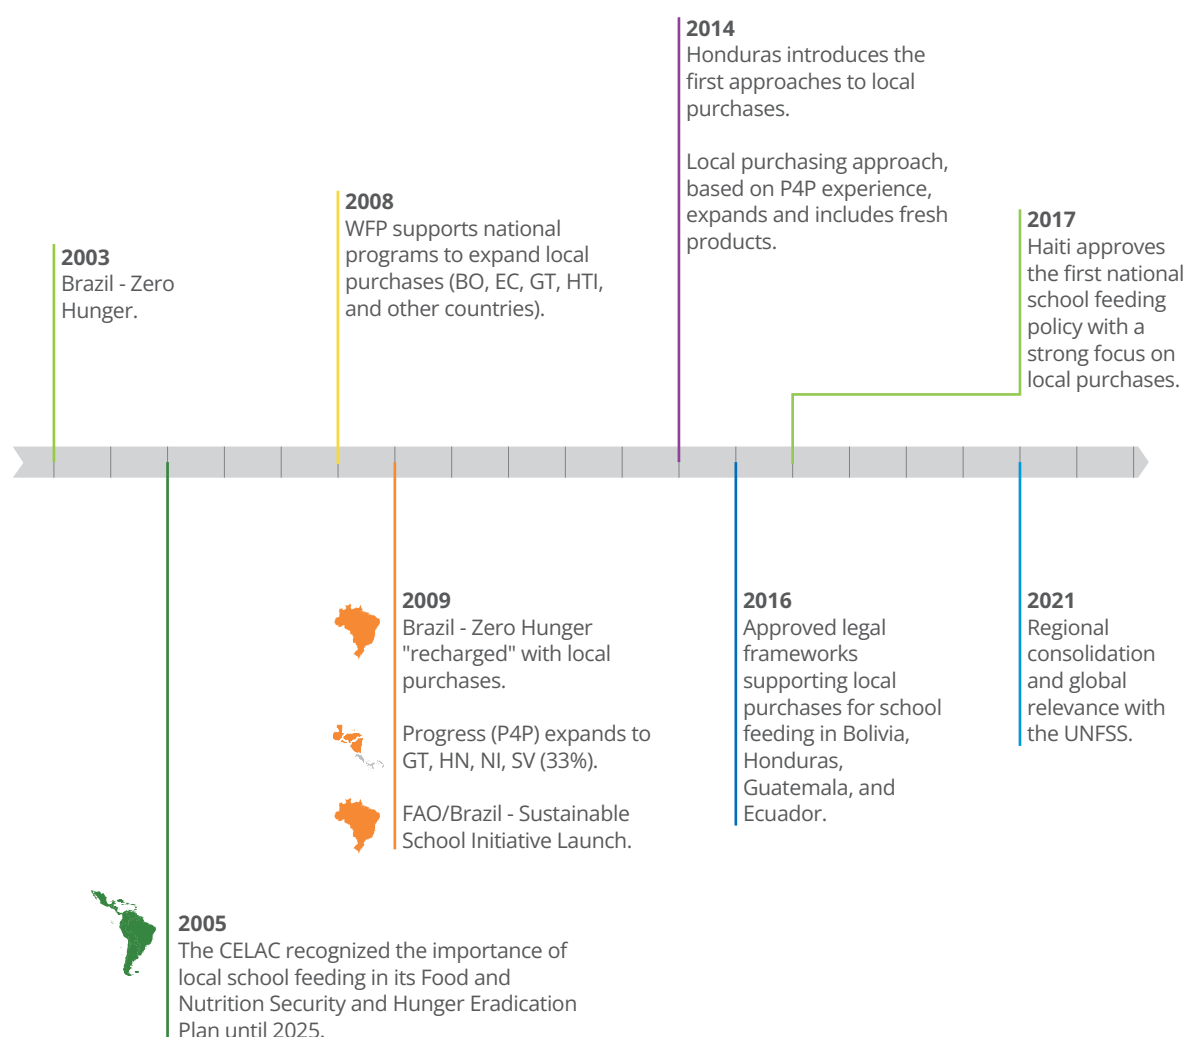 2014
Honduras introduces the
first approaches to local
purchases.
Local purchasing approach,
based on P4P experience,
expands and includes fresh
products.
2008
WFP supports national
programs to expand local
purchases (BO, EC, GT, HTI,
and other countries).
2017
Haiti approves
the first national
school feeding
policy with a
strong focus on
local purchases.
2003
Brazil - Zero
Hunger.
2009
Brazil - Zero Hunger
"recharged" with local
purchases.
Progress (P4P) expands to
GT, HN, NI, SV (33%).
FAO/Brazil - Sustainable
School Initiative Launch.
2016
Approved legal
frameworks
supporting local
purchases for school
feeding in Bolivia,
Honduras,
Guatemala, and
Ecuador.
2021
Regional
consolidation
and global
relevance with
the UNFSS.
2005
The CELAC recognized the importance of
local school feeding in its Food and
Nutrition Security and Hunger Eradication
Plan until 2025.